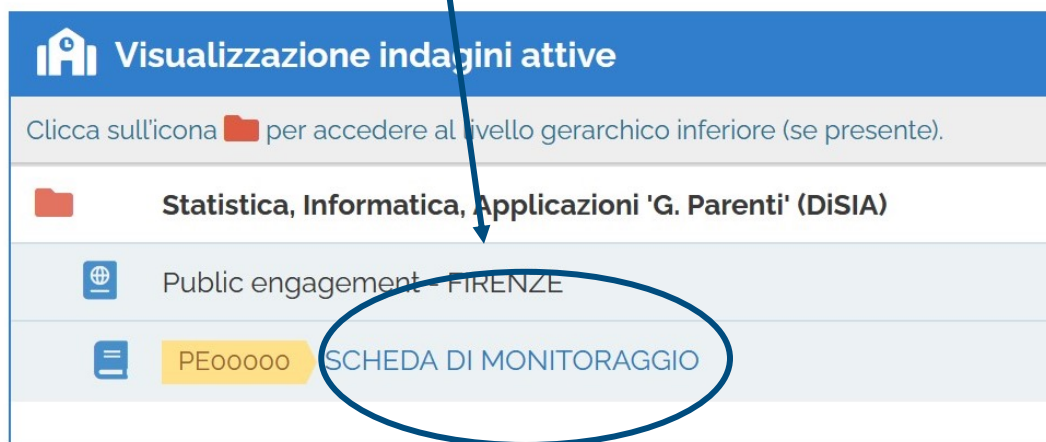 Visualizzazione indagini attive
Clicca sull'icona per accedere al livello gerarchico inferiore (se presente).
Statistica, Informatica, Applicazioni 'G. Parenti' (DiSIA)
Public engagement - FIRENZE
PE00000 SCHEDA DI MONITORAGGIO